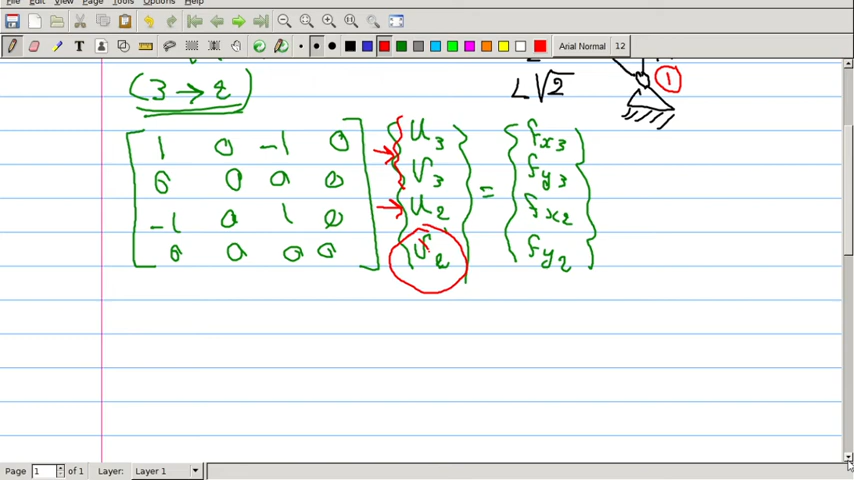 File Edit View Tools Options Help
T Arial Normal 12
(3 → 2)
L√2
1
1 0 -1 0 U3 fx3
0 0 0 0 V3 fy3
=
-1 0 1 0 U2 fx2
0 0 0 0 V2 fy2
Page 1 of 1 Layer: Layer 1